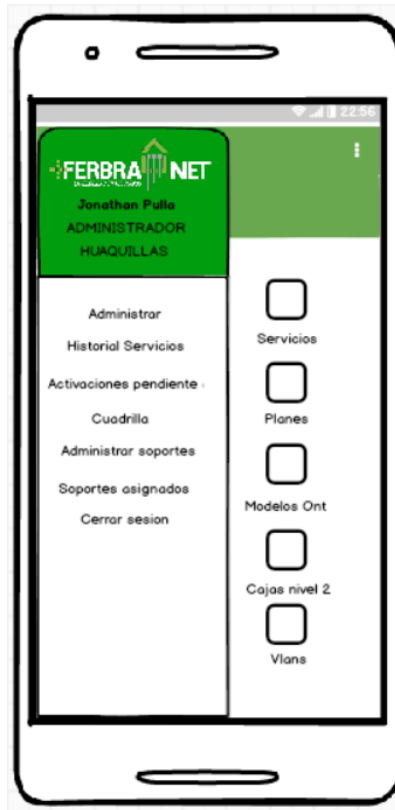 22:56
FERBRA NET
Jonathan Pulla
ADMINISTRADOR
HUAQUILLAS
Administrar
Historial Servicios
Activaciones pendiente
Cuadrilla
Administrar soportes
Soportes asignados
Cerrar sesion
Servicios
Planes
Modelos Ont
Cajas nivel 2
Vlans